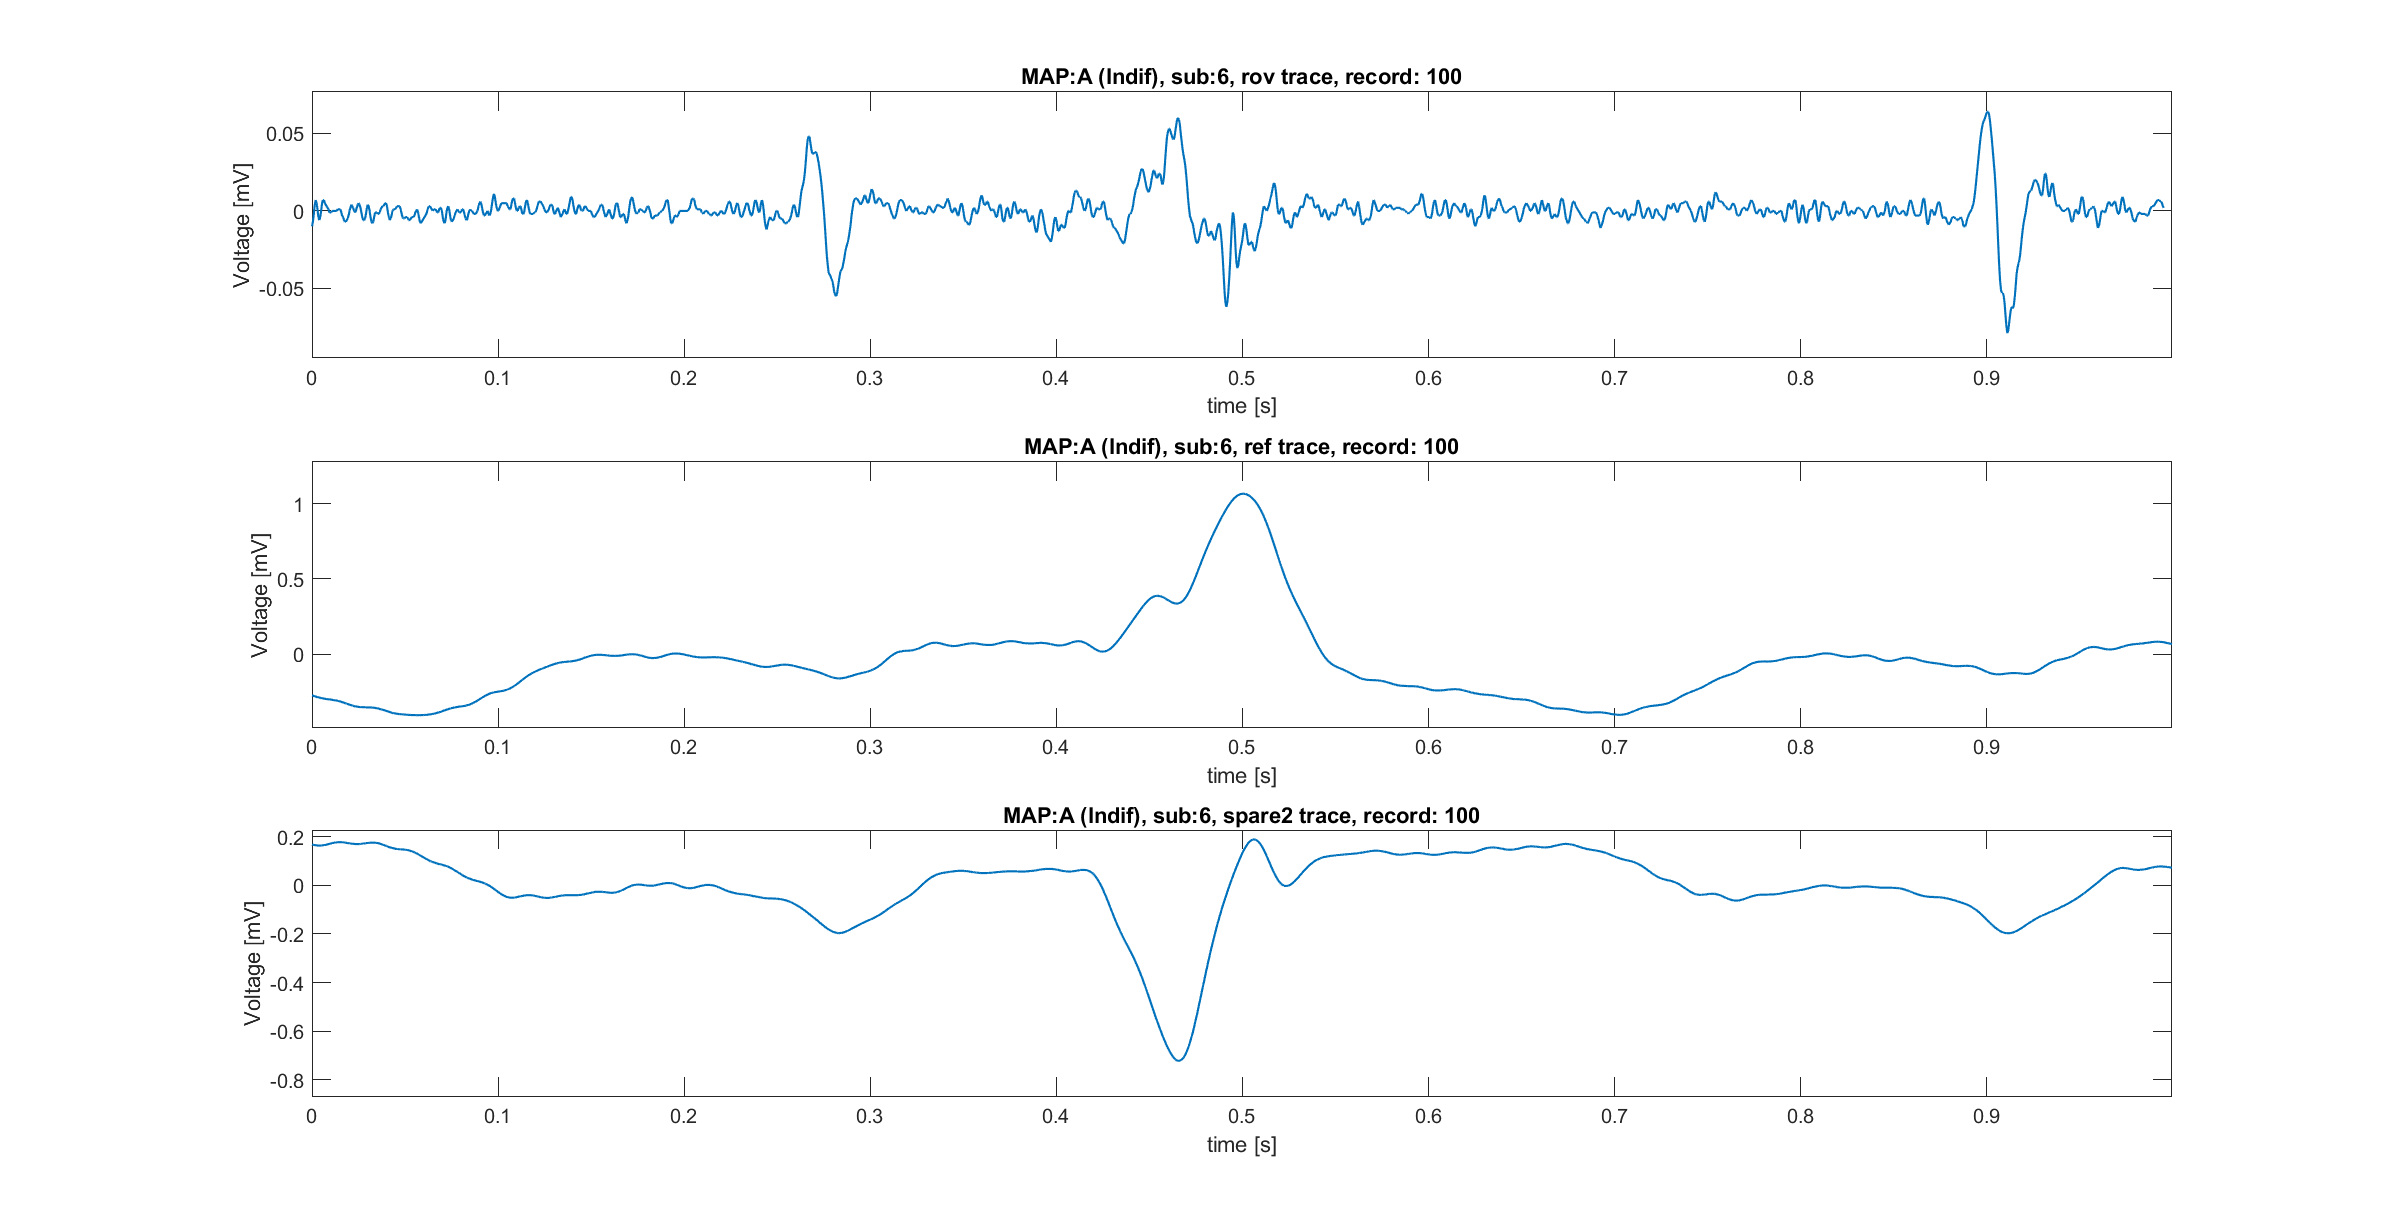 MAP:A (Indif), sub:6, rov trace, record: 100
Voltage [mV]
0.05
0
-0.05
0 0.1 0.2 0.3 0.4 0.5 0.6 0.7 0.8 0.9
time [s]
MAP:A (Indif), sub:6, ref trace, record: 100
Voltage [mV]
1
0.5
0
0 0.1 0.2 0.3 0.4 0.5 0.6 0.7 0.8 0.9
time [s]
MAP:A (Indif), sub:6, spare2 trace, record: 100
Voltage [mV]
0.2
0
-0.2
-0.4
-0.6
-0.8
0 0.1 0.2 0.3 0.4 0.5 0.6 0.7 0.8 0.9
time [s]